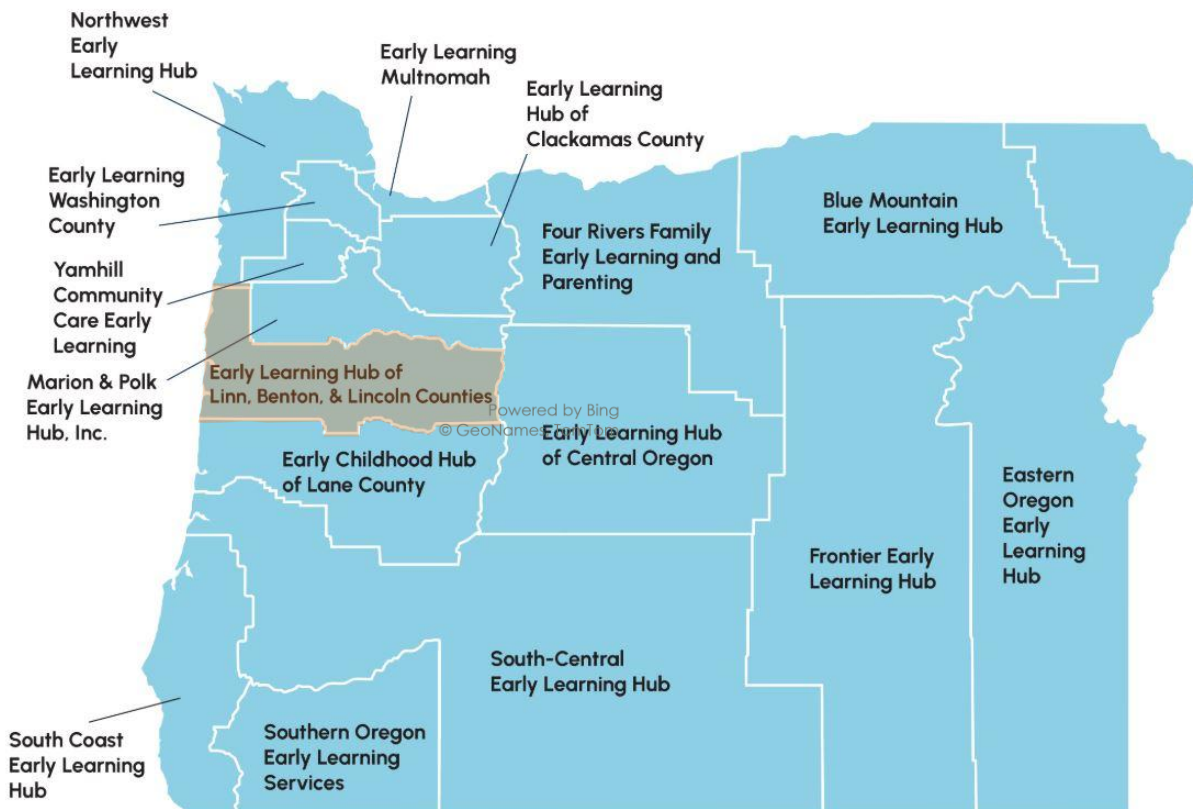 Northwest
Early
Learning Hub
Early Learning
Multnomah
Early Learning
Hub of
Clackamas County
Early Learning
Washington
County
Blue Mountain
Early Learning Hub
Four Rivers Family
Early Learning and
Parenting
Yamhill
Community
Care Early
Learning
Marion & Polk
Early Learning
Hub, Inc.
Early Learning Hub of
Linn, Benton, & Lincoln Counties
Powered by Bing
© GeoNames, TomTom
Early Learning Hub
of Central Oregon
Early Childhood Hub
of Lane County
Eastern
Oregon
Early
Learning
Hub
Frontier Early
Learning Hub
South-Central
Early Learning Hub
South Coast
Early Learning
Hub
Southern Oregon
Early Learning
Services